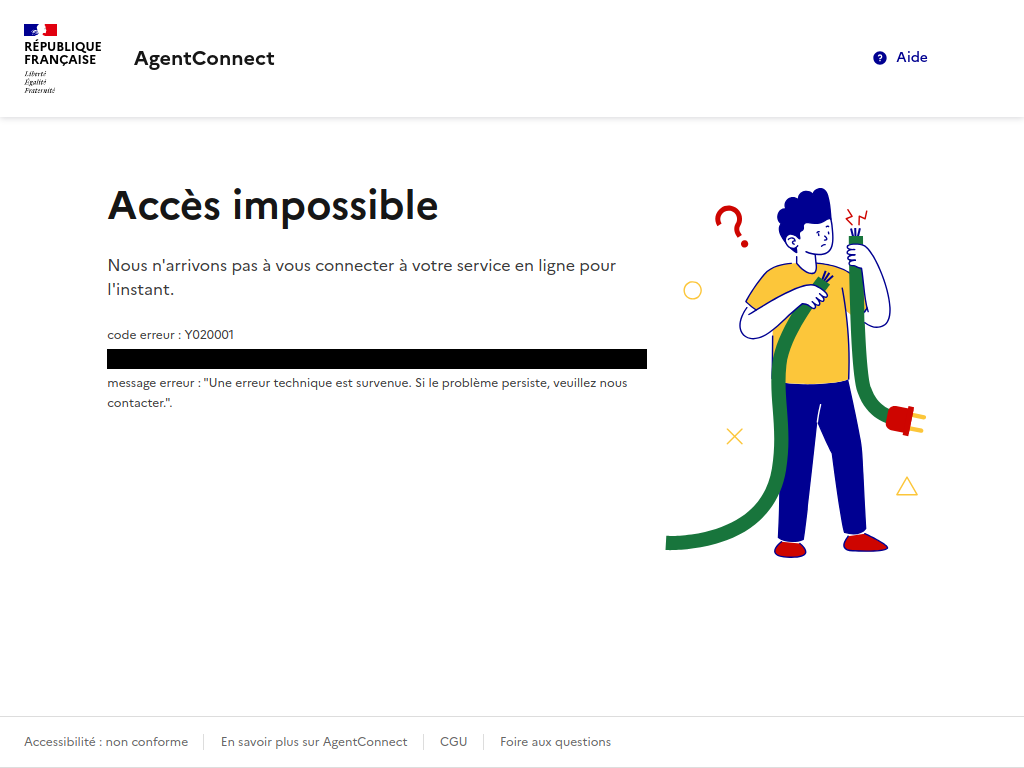 RÉPUBLIQUE
FRANÇAISE
Liberté
Égalité
Fraternité
AgentConnect
? Aide
Accès impossible
Nous n'arrivons pas à vous connecter à votre service en ligne pour
l'instant.
code erreur : Y020001
message erreur : "Une erreur technique est survenue. Si le problème persiste, veuillez nous
contacter.".
Accessibilité : non conforme
En savoir plus sur AgentConnect
CGU
Foire aux questions